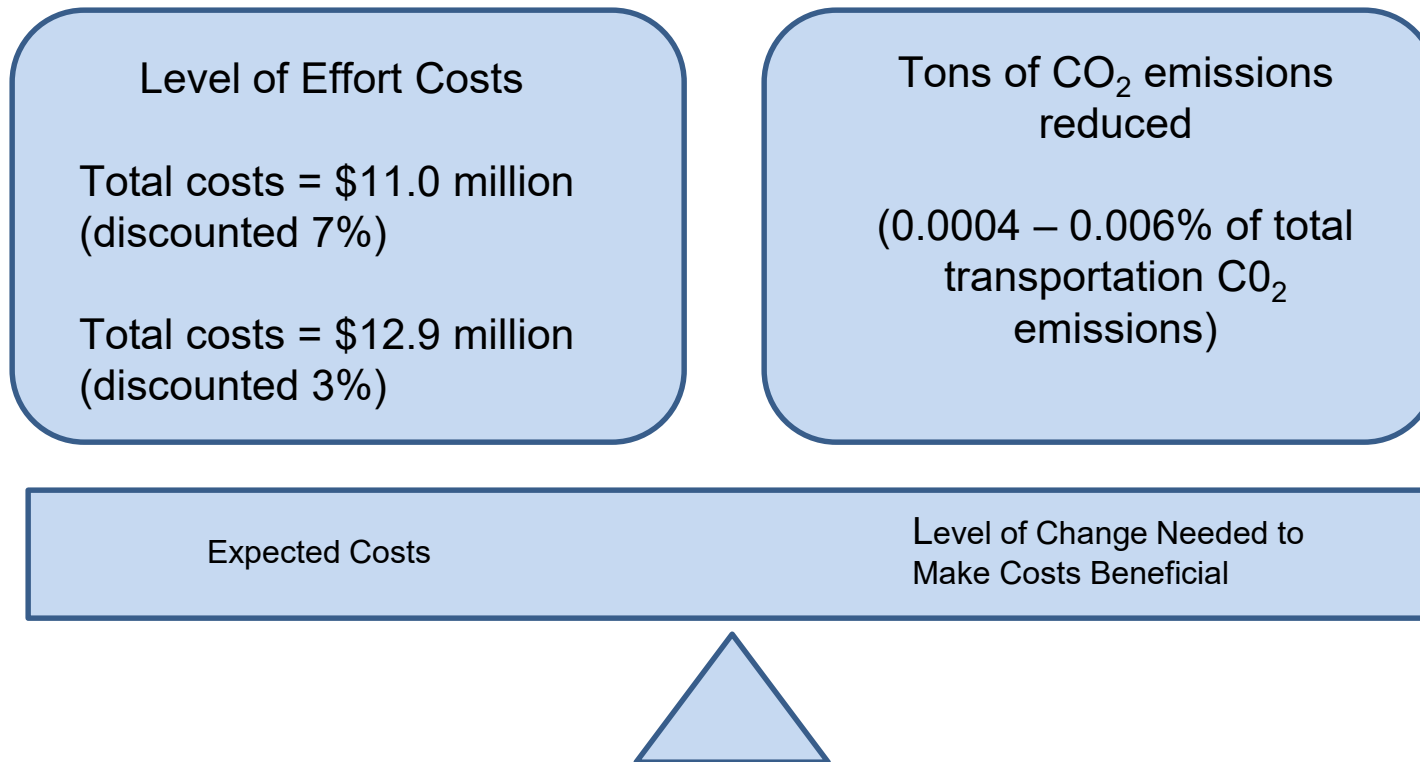 Level of Effort Costs
Total costs = $11.0 million
(discounted 7%)
Total costs = $12.9 million
(discounted 3%)
Tons of CO₂ emissions
reduced
(0.0004 – 0.006% of total
transportation C0₂
emissions)
Expected Costs
Level of Change Needed to
Make Costs Beneficial